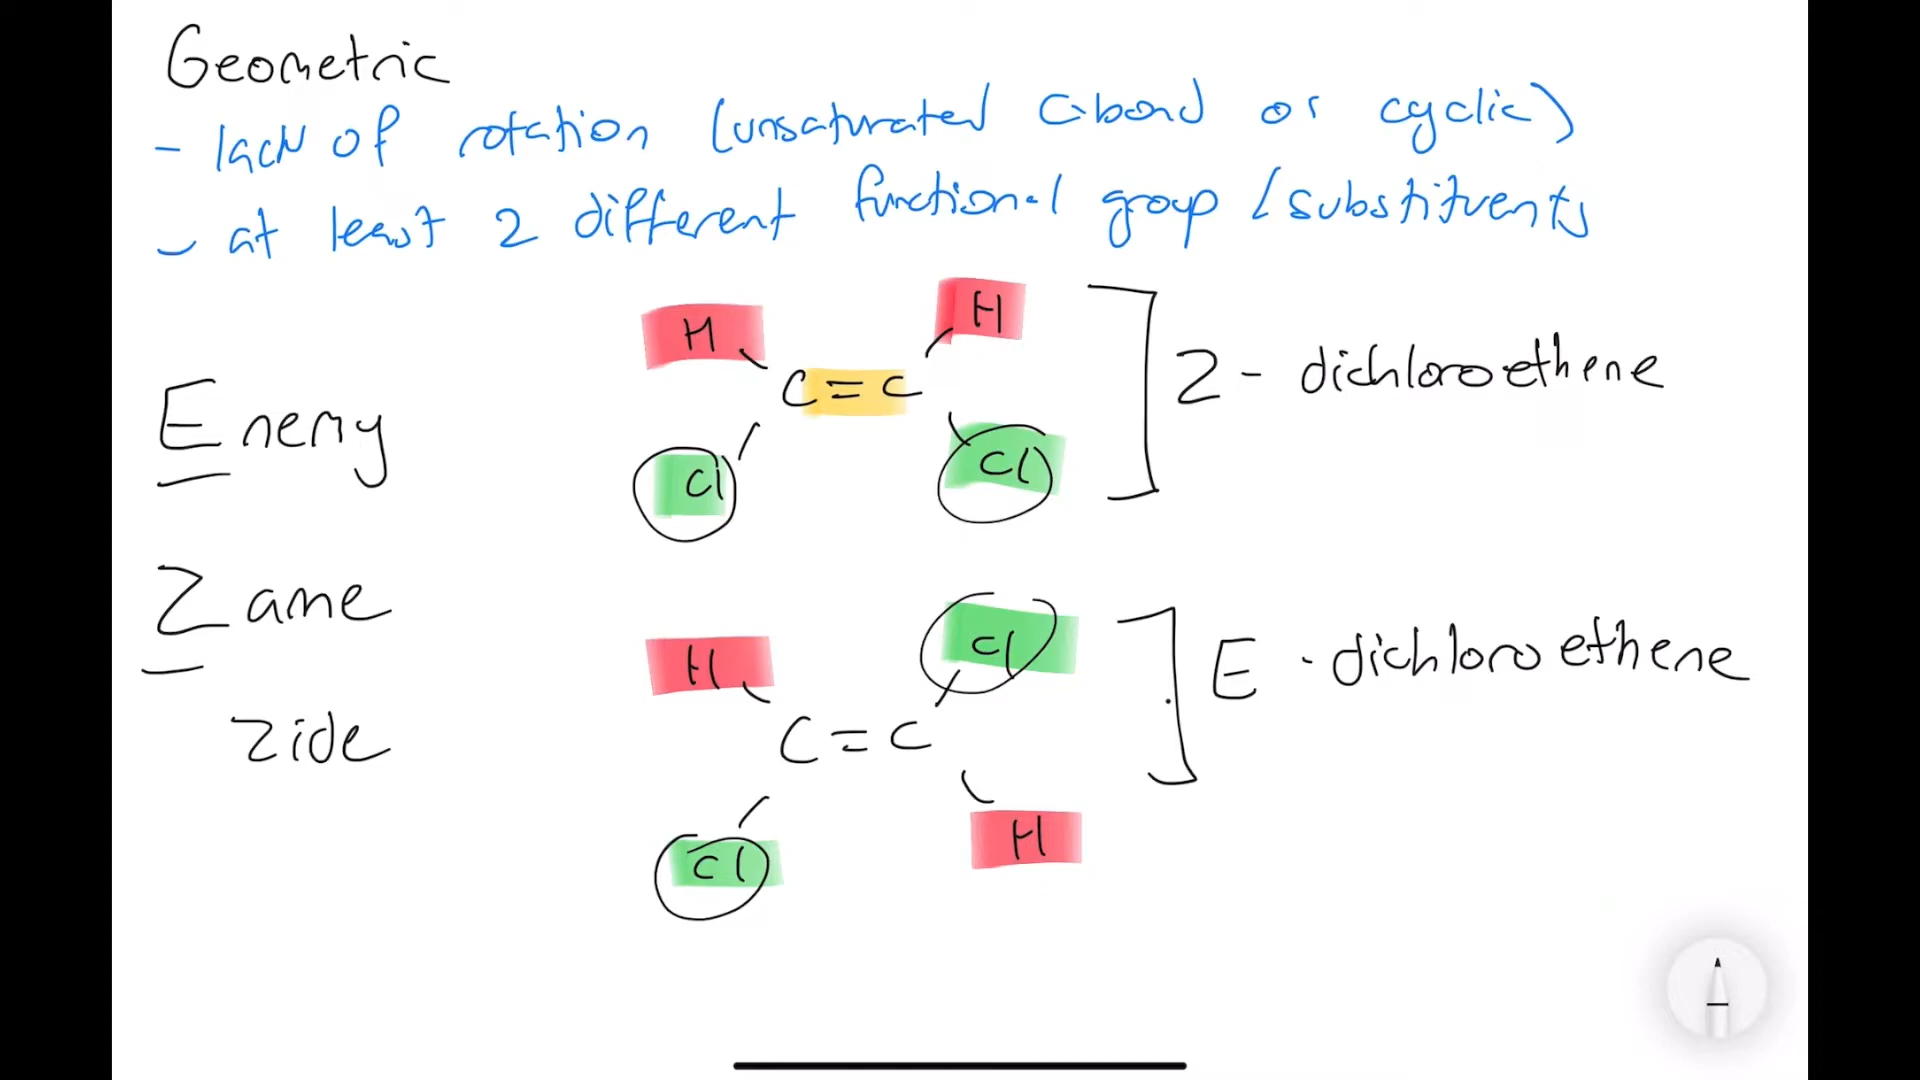 Geometric
- lack of rotation (unsaturated C-bond or cyclic)
- at least 2 different functional group / substituents
H H
C = C
Cl Cl
Z - dichloroethene
Enemy
Zame
Zide
H Cl
C = C
Cl H
E - dichloroethene